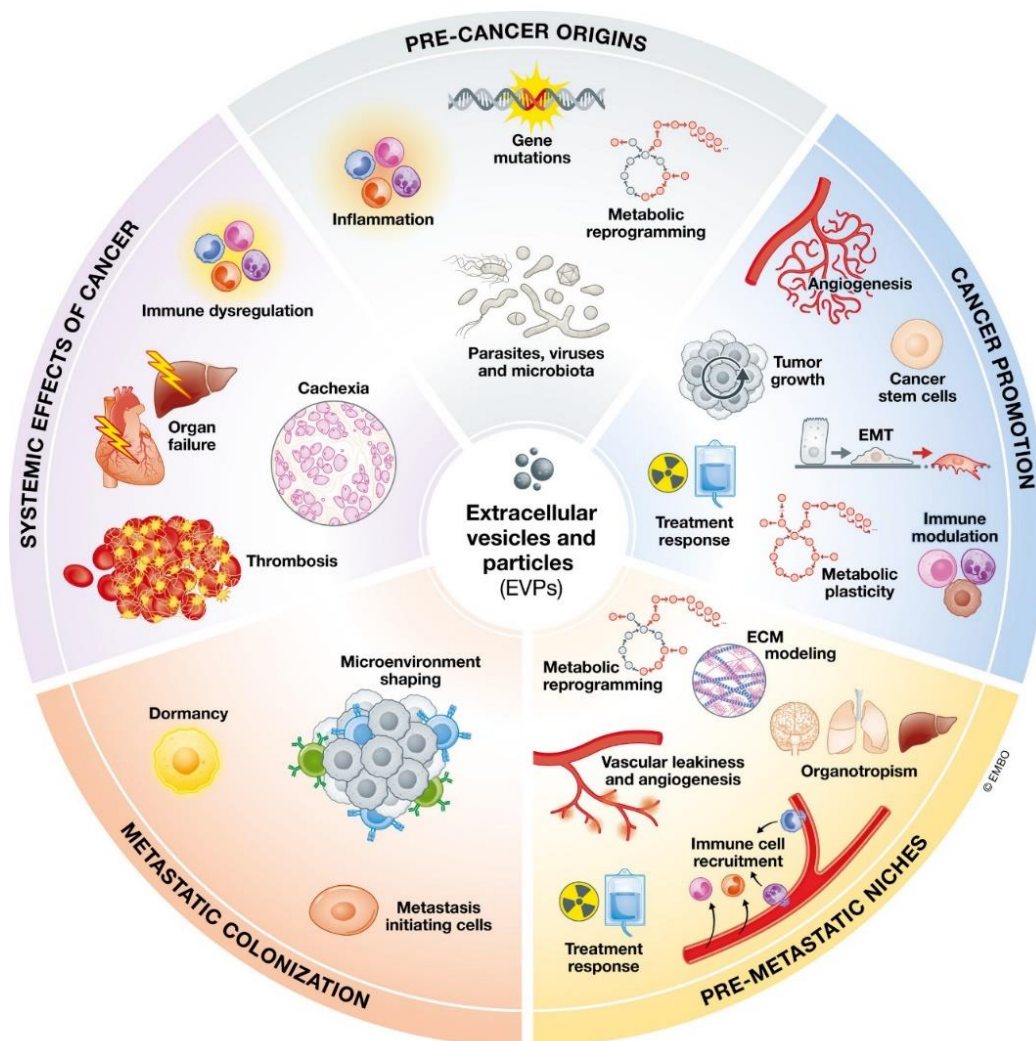 PRE-CANCER ORIGINS
Gene
mutations
Inflammation
Metabolic
reprogramming
Parasites, viruses
and microbiota
CANCER PROMOTION
Angiogenesis
Tumor
growth
Cancer
stem cells
EMT
Treatment
response
Metabolic
plasticity
Immune
modulation
PRE-METASTATIC NICHES
Metabolic
reprogramming
ECM
modeling
Vascular leakiness
and angiogenesis
Organotropism
Immune cell
recruitment
Treatment
response
METASTATIC COLONIZATION
Microenvironment
shaping
Dormancy
Metastasis
initiating cells
SYSTEMIC EFFECTS OF CANCER
Immune dysregulation
Organ
failure
Cachexia
Thrombosis
Extracellular
vesicles and
particles
(EVPs)
© EMBO